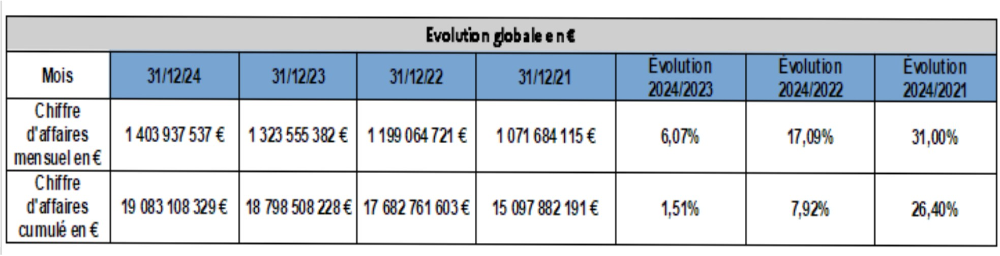 Evolution globale en €
Mois 31/12/24 31/12/23 31/12/22 31/12/21 Évolution 2024/2023 Évolution 2024/2022 Évolution 2024/2021
Chiffre d'affaires mensuel en € 1 403 937 537 € 1 323 555 382 € 1 199 064 721 € 1 071 684 115 € 6,07% 17,09% 31,00%
Chiffre d'affaires cumulé en € 19 083 108 329 € 18 798 508 228 € 17 682 761 603 € 15 097 882 191 € 1,51% 7,92% 26,40%